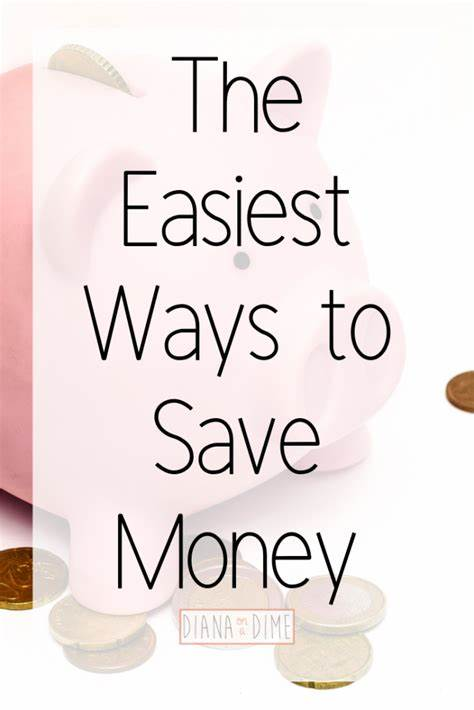 The
Easiest
Ways to
Save
Money
DIANA on a DIME